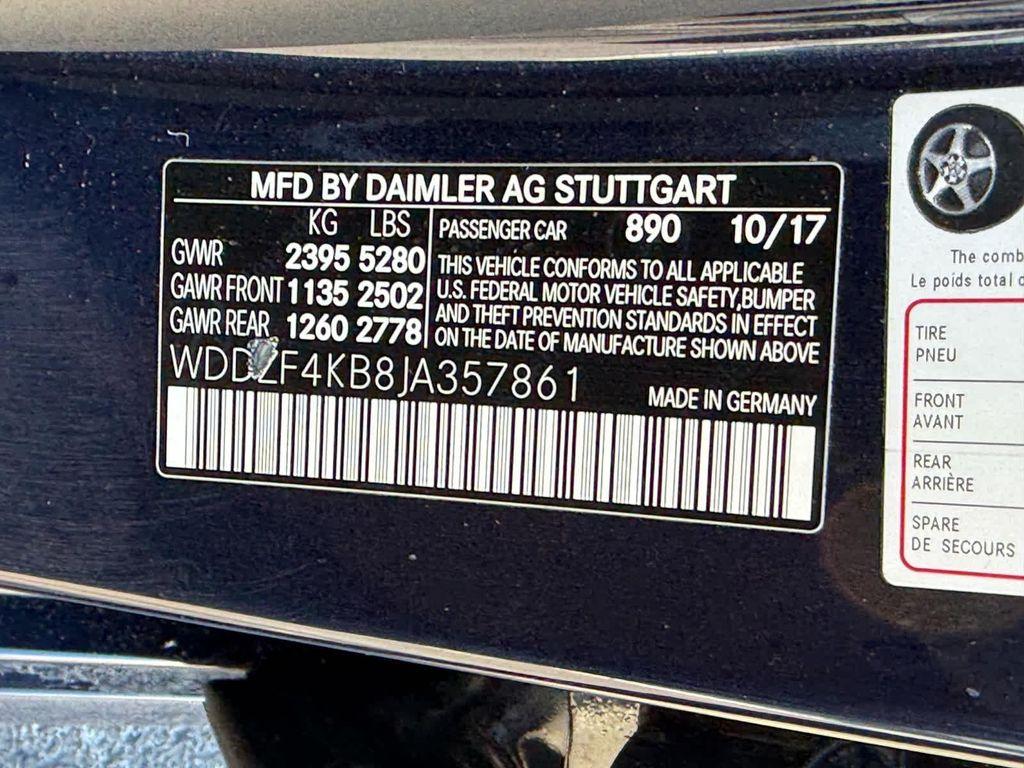 MFD BY DAIMLER AG STUTTGART
KG LBS
GVWR 2395 5280
GAWR FRONT 1135 2502
GAWR REAR 1260 2778
PASSENGER CAR 890 10/17
THIS VEHICLE CONFORMS TO ALL APPLICABLE
U.S. FEDERAL MOTOR VEHICLE SAFETY,BUMPER
AND THEFT PREVENTION STANDARDS IN EFFECT
ON THE DATE OF MANUFACTURE SHOWN ABOVE
WDDZF4KB8JA357861
MADE IN GERMANY
The comb
Le poids total
TIRE
PNEU
FRONT
AVANT
REAR
ARRIÈRE
SPARE
DE SECOURS